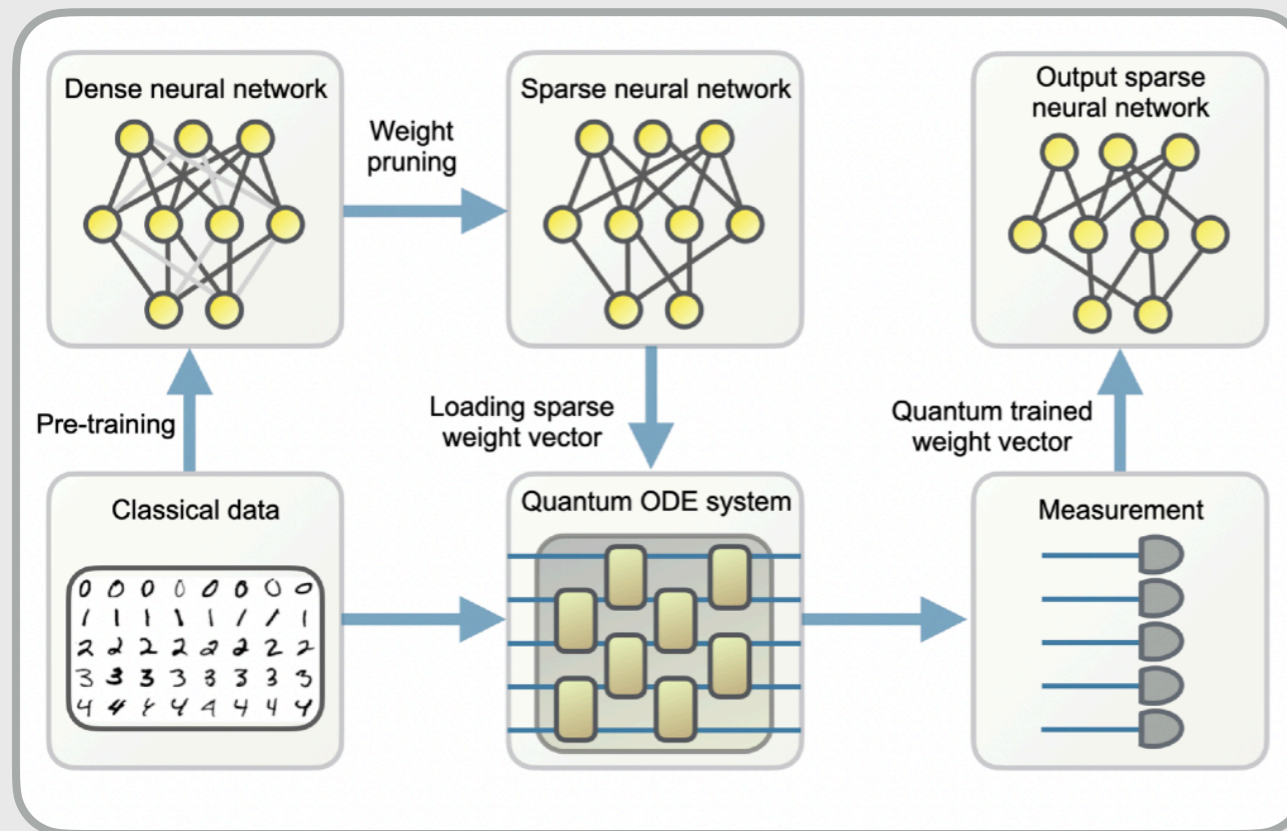 Dense neural network
Weight
pruning
Sparse neural network
Output sparse
neural network
Pre-training
Loading sparse
weight vector
Quantum trained
weight vector
Classical data
0 0 0 0 0 0 0 0
1 1 1 1 1 1 1 1
2 2 2 2 2 2 2 2
3 3 3 3 3 3 3 3
4 4 4 4 4 4 4 4
Quantum ODE system
Measurement